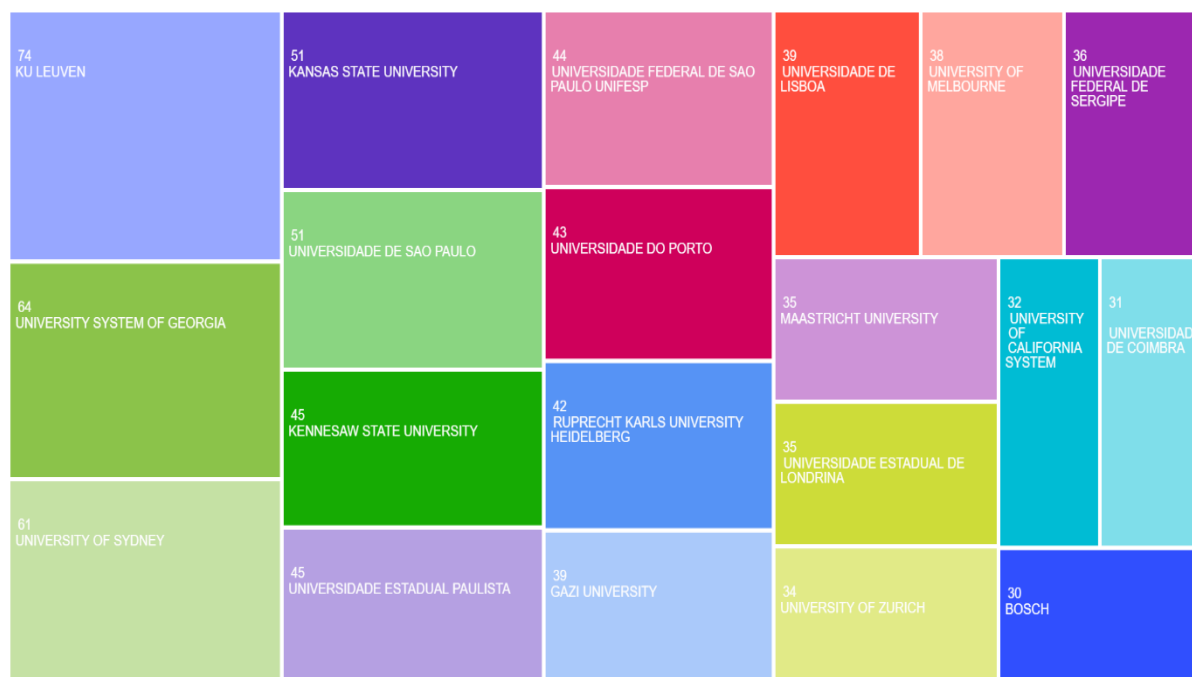 74
KU LEUVEN
64
UNIVERSITY SYSTEM OF GEORGIA
61
UNIVERSITY OF SYDNEY
51
KANSAS STATE UNIVERSITY
51
UNIVERSIDADE DE SAO PAULO
45
KENNESAW STATE UNIVERSITY
45
UNIVERSIDADE ESTADUAL PAULISTA
44
UNIVERSIDADE FEDERAL DE SAO
PAULO UNIFESP
43
UNIVERSIDADE DO PORTO
42
RUPRECHT KARLS UNIVERSITY
HEIDELBERG
39
GAZI UNIVERSITY
39
UNIVERSIDADE DE
LISBOA
38
UNIVERSITY OF
MELBOURNE
36
UNIVERSIDADE
FEDERAL DE
SERGIPE
35
MAASTRICHT UNIVERSITY
35
UNIVERSIDADE ESTADUAL DE
LONDRINA
34
UNIVERSITY OF ZURICH
32
UNIVERSITY
OF
CALIFORNIA
SYSTEM
31
UNIVERSIDAD
DE COIMBRA
30
BOSCH